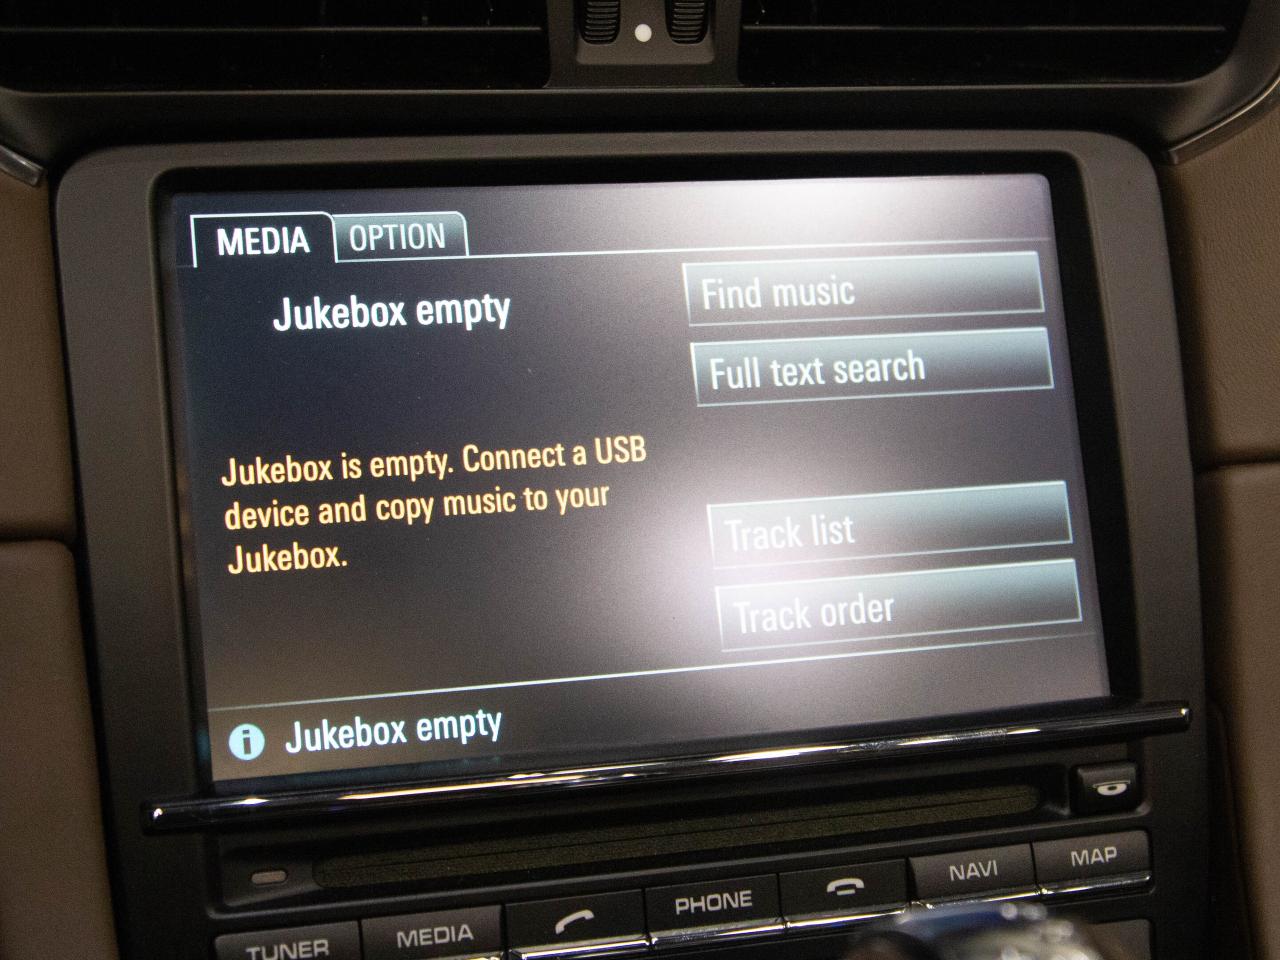 MEDIA OPTION
Jukebox empty
Find music
Full text search
Jukebox is empty. Connect a USB
device and copy music to your
Jukebox.
Track list
Track order
Jukebox empty
TUNER MEDIA PHONE NAVI MAP